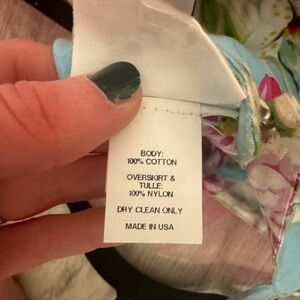 BODY:
100% COTTON
OVERSKIRT &
TULLE:
100% NYLON
DRY CLEAN ONLY
MADE IN USA